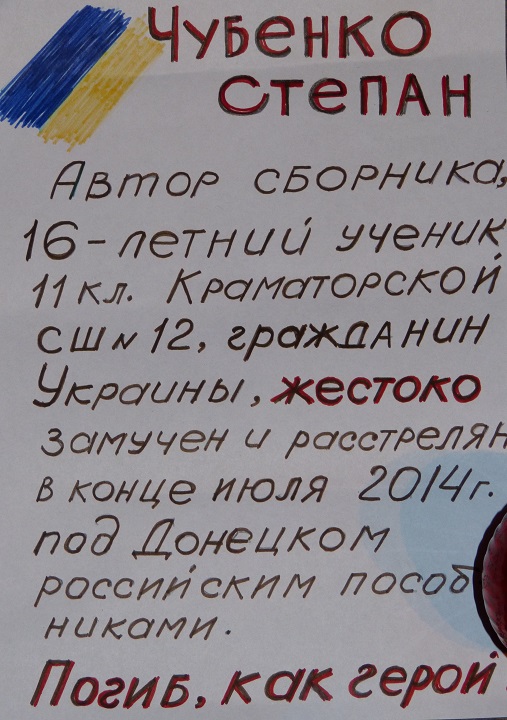 Чубенко
Степан
Автор сборника,
16-летний ученик
11 кл. Краматорской
СШ N 12, гражданин
Украины, жестоко
замучен и расстрелян
в конце июля 2014г.
под Донецком
российским пособ
никами.
Погиб, как герой.